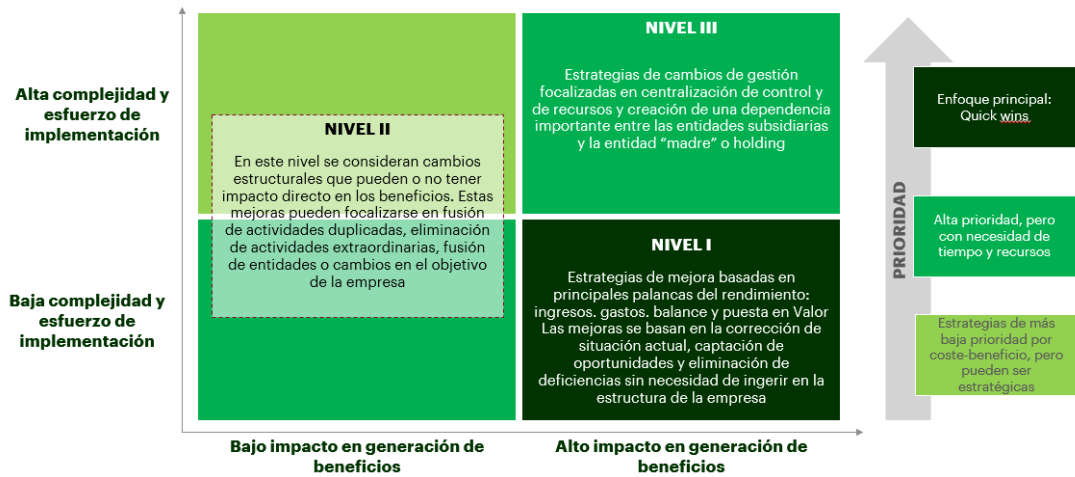 Alta complejidad y
esfuerzo de
implementación
Baja complejidad y
esfuerzo de
implementación
NIVEL II
En este nivel se consideran cambios
estructurales que pueden o no tener
impacto directo en los beneficios. Estas
mejoras pueden focalizarse en fusión
de actividades duplicadas, eliminación
de actividades extraordinarias, fusión
de entidades o cambios en el objetivo
de la empresa
NIVEL III
Estrategias de cambios de gestión
focalizadas en centralización de control y
de recursos y creación de una dependencia
importante entre las entidades subsidiarias
y la entidad “madre” o holding
NIVEL I
Estrategias de mejora basadas en
principales palancas del rendimiento:
ingresos. gastos. balance y puesta en Valor
Las mejoras se basan en la corrección de
situación actual, captación de
oportunidades y eliminación de
deficiencias sin necesidad de ingerir en la
estructura de la empresa
Bajo impacto en generación de
beneficios
Alto impacto en generación de
beneficios
PRIORIDAD
Enfoque principal:
Quick wins
Alta prioridad, pero
con necesidad de
tiempo y recursos
Estrategias de más
baja prioridad por
coste-beneficio, pero
pueden ser
estratégicas